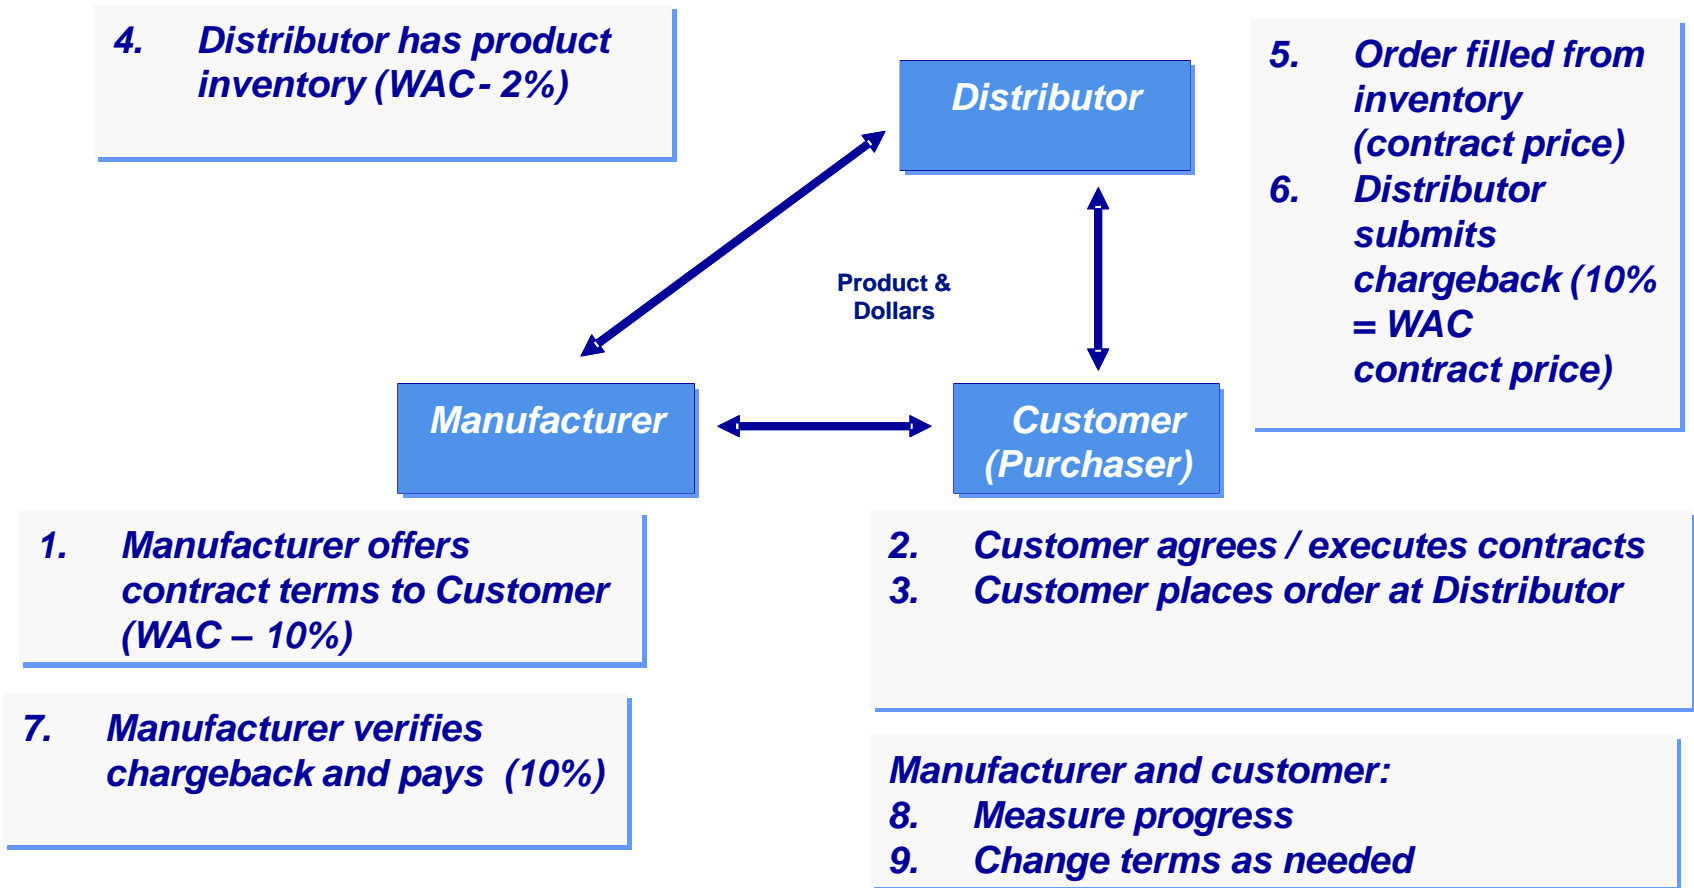 4. Distributor has product
inventory (WAC- 2%)
Distributor
5. Order filled from
inventory
(contract price)
6. Distributor
submits
chargeback (10%
= WAC
contract price)
Product &
Dollars
Manufacturer
Customer
(Purchaser)
1. Manufacturer offers
contract terms to Customer
(WAC – 10%)
2. Customer agrees / executes contracts
3. Customer places order at Distributor
7. Manufacturer verifies
chargeback and pays (10%)
Manufacturer and customer:
8. Measure progress
9. Change terms as needed